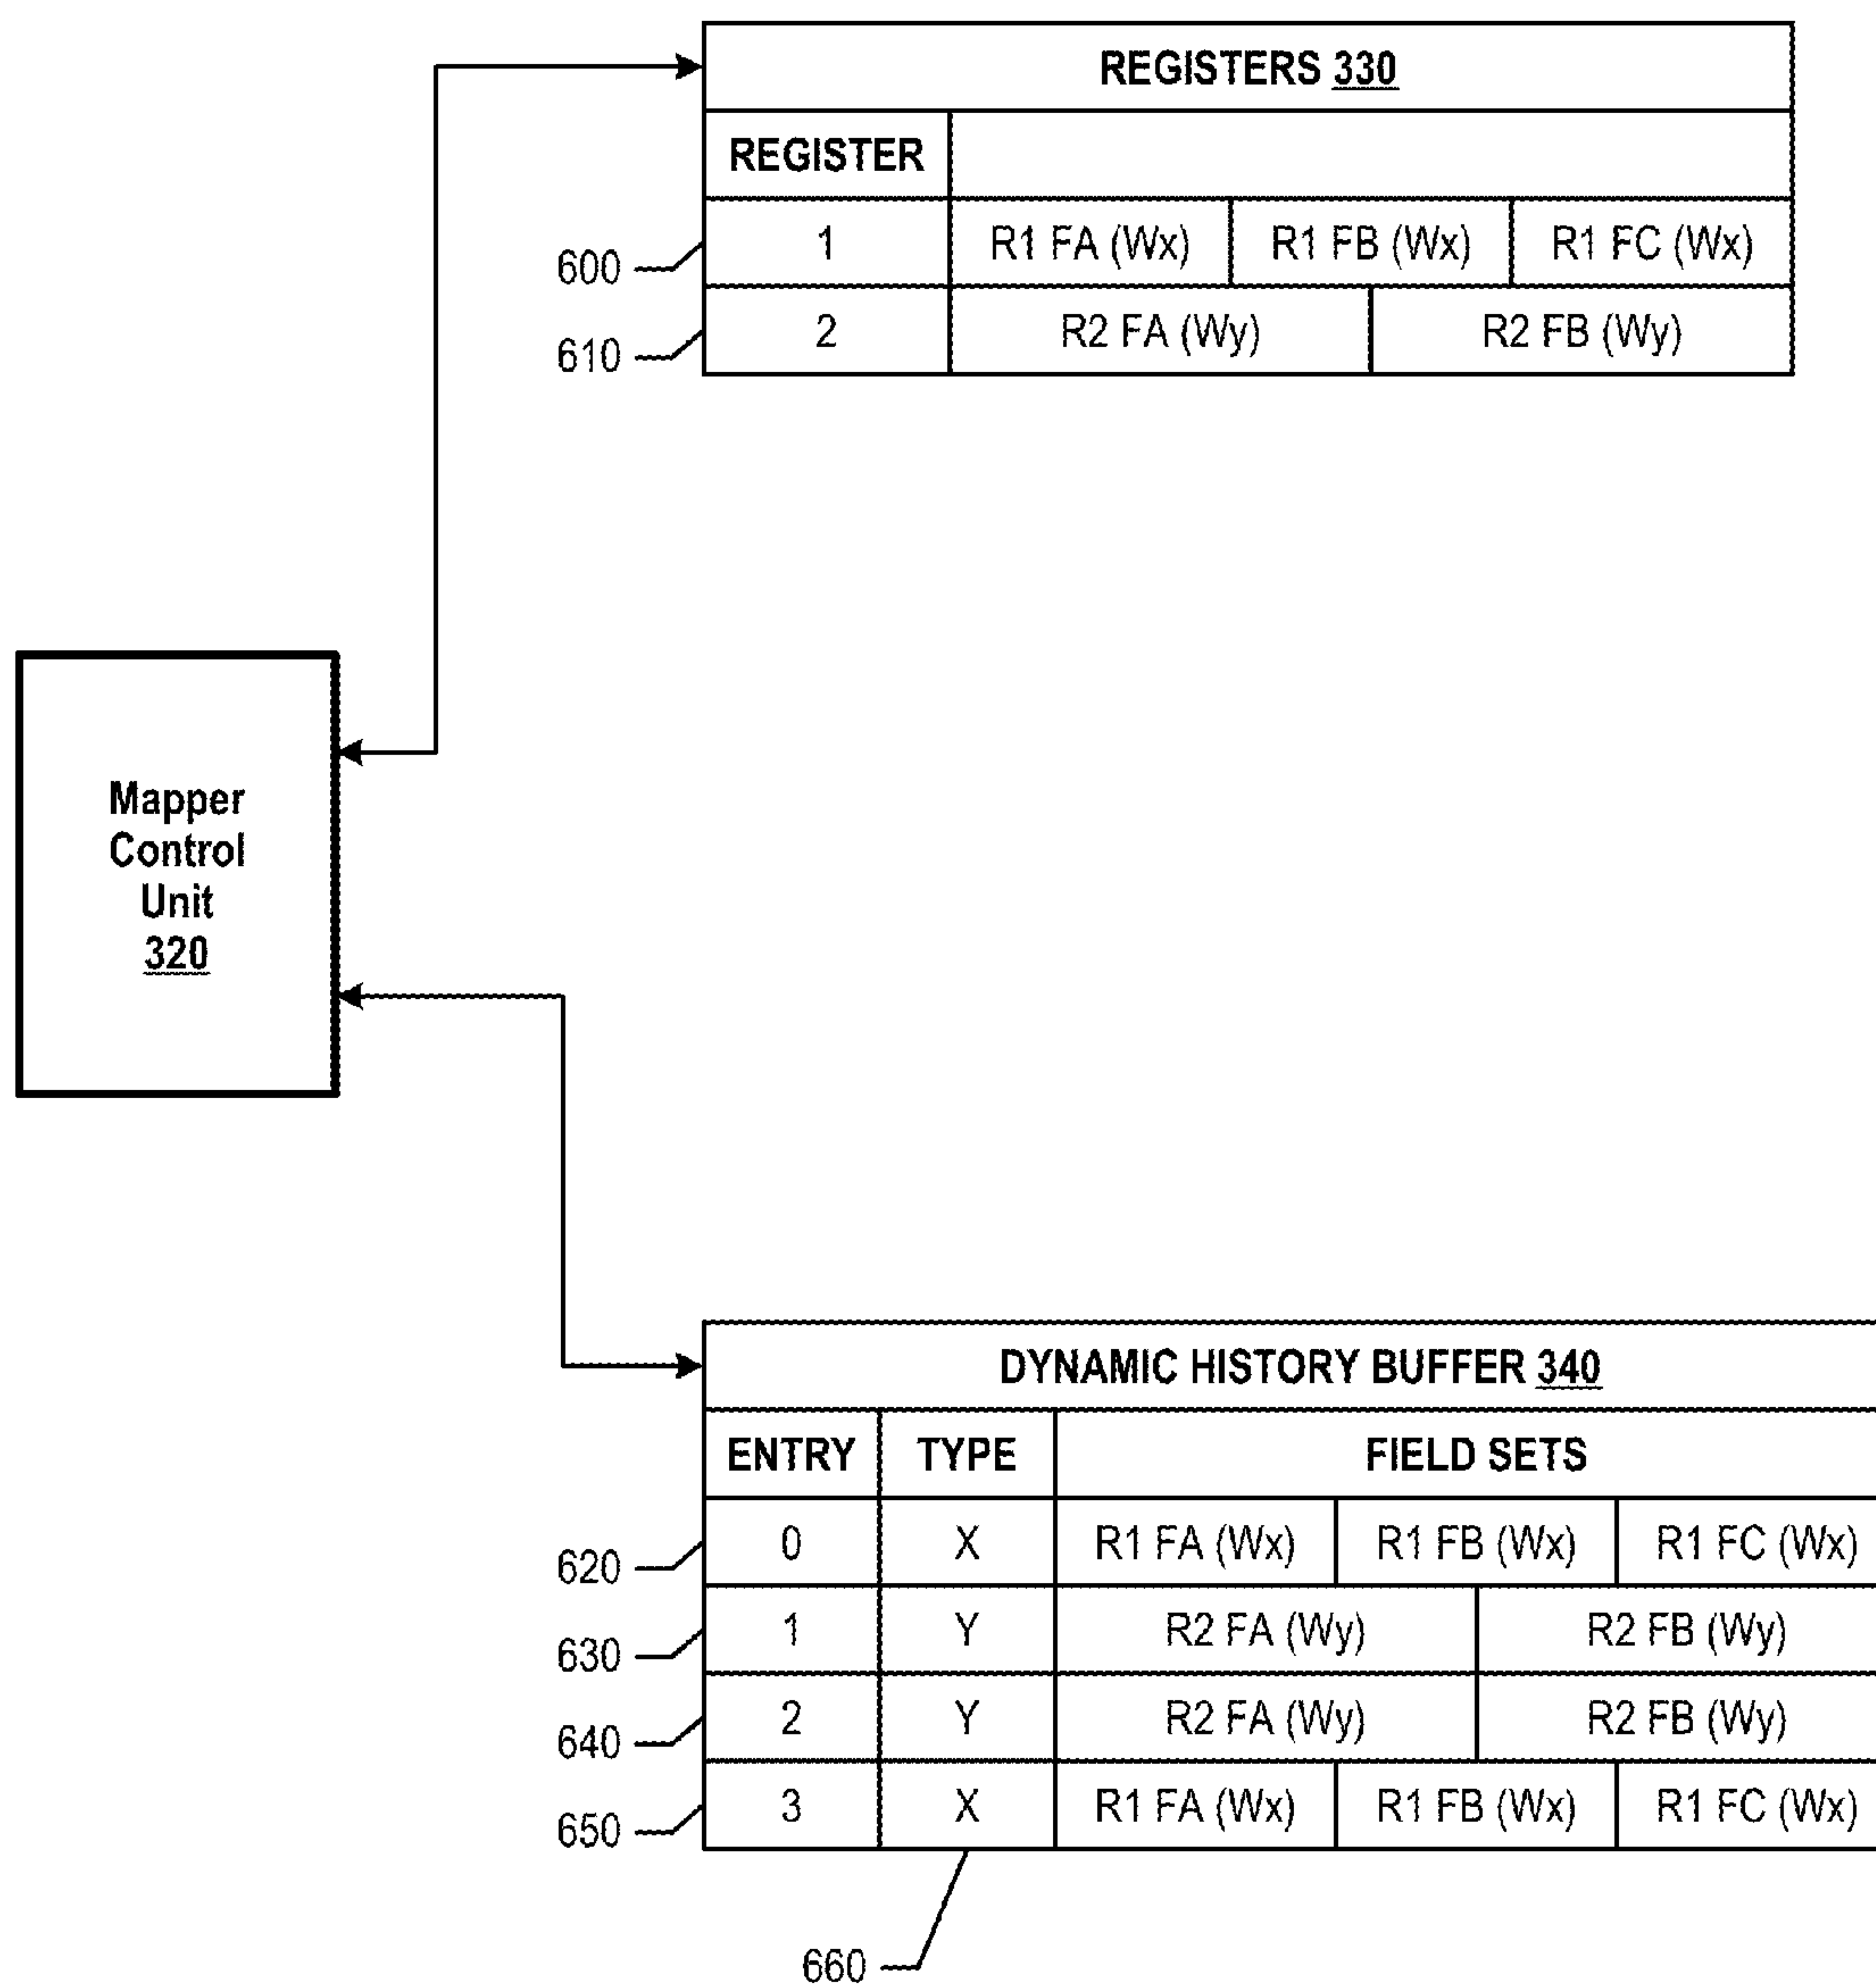 REGISTERS 330
REGISTER
600 1 R1 FA (Wx) R1 FB (Wx) R1 FC (Wx)
610 2 R2 FA (Wy) R2 FB (Wy)
Mapper
Control
Unit
320
DYNAMIC HISTORY BUFFER 340
ENTRY TYPE FIELD SETS
620 0 X R1 FA (Wx) R1 FB (Wx) R1 FC (Wx)
630 1 Y R2 FA (Wy) R2 FB (Wy)
640 2 Y R2 FA (Wy) R2 FB (Wy)
650 3 X R1 FA (Wx) R1 FB (Wx) R1 FC (Wx)
660